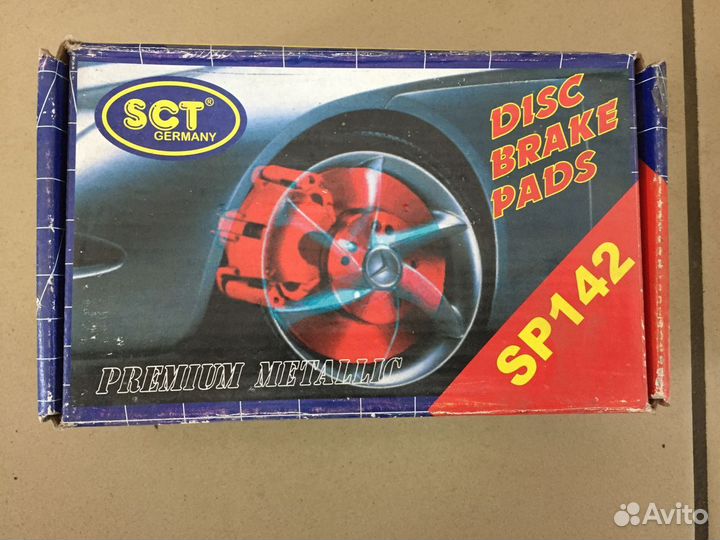 SCT®
GERMANY
DISC
BRAKE
PADS
SP142
PREMIUM METALLIC
Avito